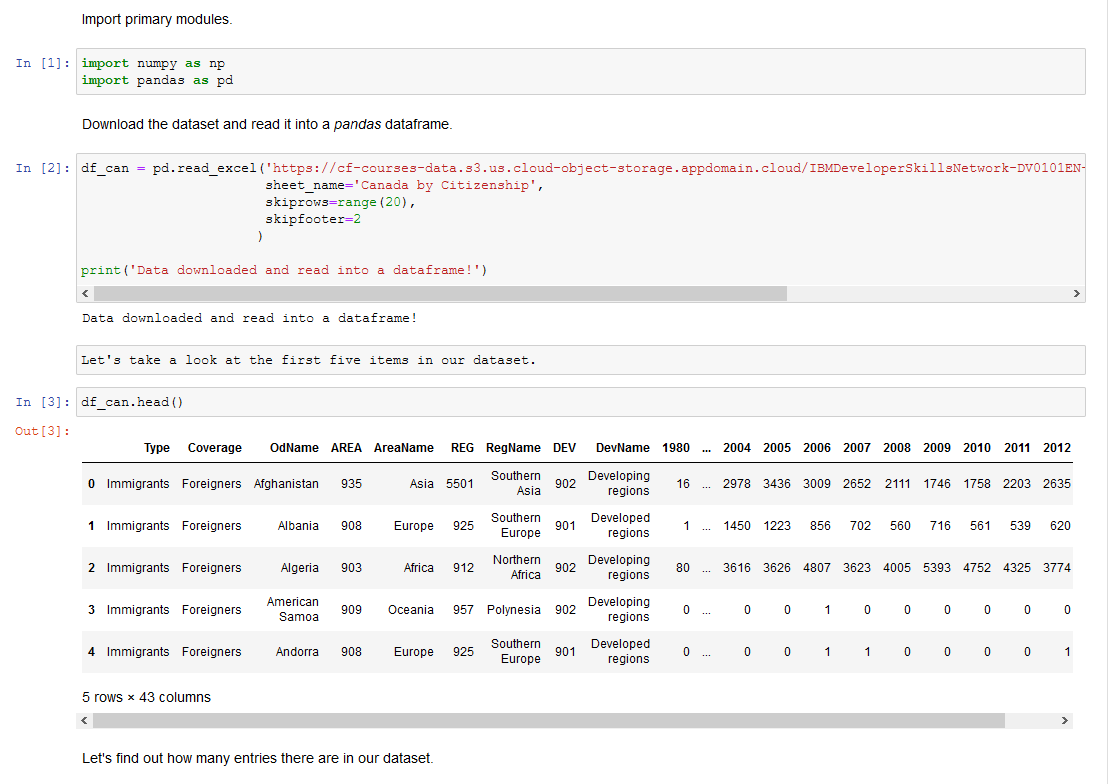 Import primary modules.
In [1]: import numpy as np
import pandas as pd
Download the dataset and read it into a pandas dataframe.
In [2]: df_can = pd.read_excel('https://cf-courses-data.s3.us.cloud-object-storage.appdomain.cloud/IBMDeveloperSkillsNetwork-DV0101EN-
sheet_name='Canada by Citizenship',
skiprows=range(20),
skipfooter=2
)
print('Data downloaded and read into a dataframe!')
Data downloaded and read into a dataframe!
Let's take a look at the first five items in our dataset.
In [3]: df_can.head()
Out[3]:
Type Coverage OdName AREA AreaName REG RegName DEV DevName 1980 ... 2004 2005 2006 2007 2008 2009 2010 2011 2012
0 Immigrants Foreigners Afghanistan 935 Asia 5501 Southern Asia 902 Developing regions 16 ... 2978 3436 3009 2652 2111 1746 1758 2203 2635
1 Immigrants Foreigners Albania 908 Europe 925 Southern Europe 901 Developed regions 1 ... 1450 1223 856 702 560 716 561 539 620
2 Immigrants Foreigners Algeria 903 Africa 912 Northern Africa 902 Developing regions 80 ... 3616 3626 4807 3623 4005 5393 4752 4325 3774
3 Immigrants Foreigners American Samoa 909 Oceania 957 Polynesia 902 Developing regions 0 ... 0 0 1 0 0 0 0 0 0
4 Immigrants Foreigners Andorra 908 Europe 925 Southern Europe 901 Developed regions 0 ... 0 0 1 1 0 0 0 0 1
5 rows × 43 columns
Let's find out how many entries there are in our dataset.